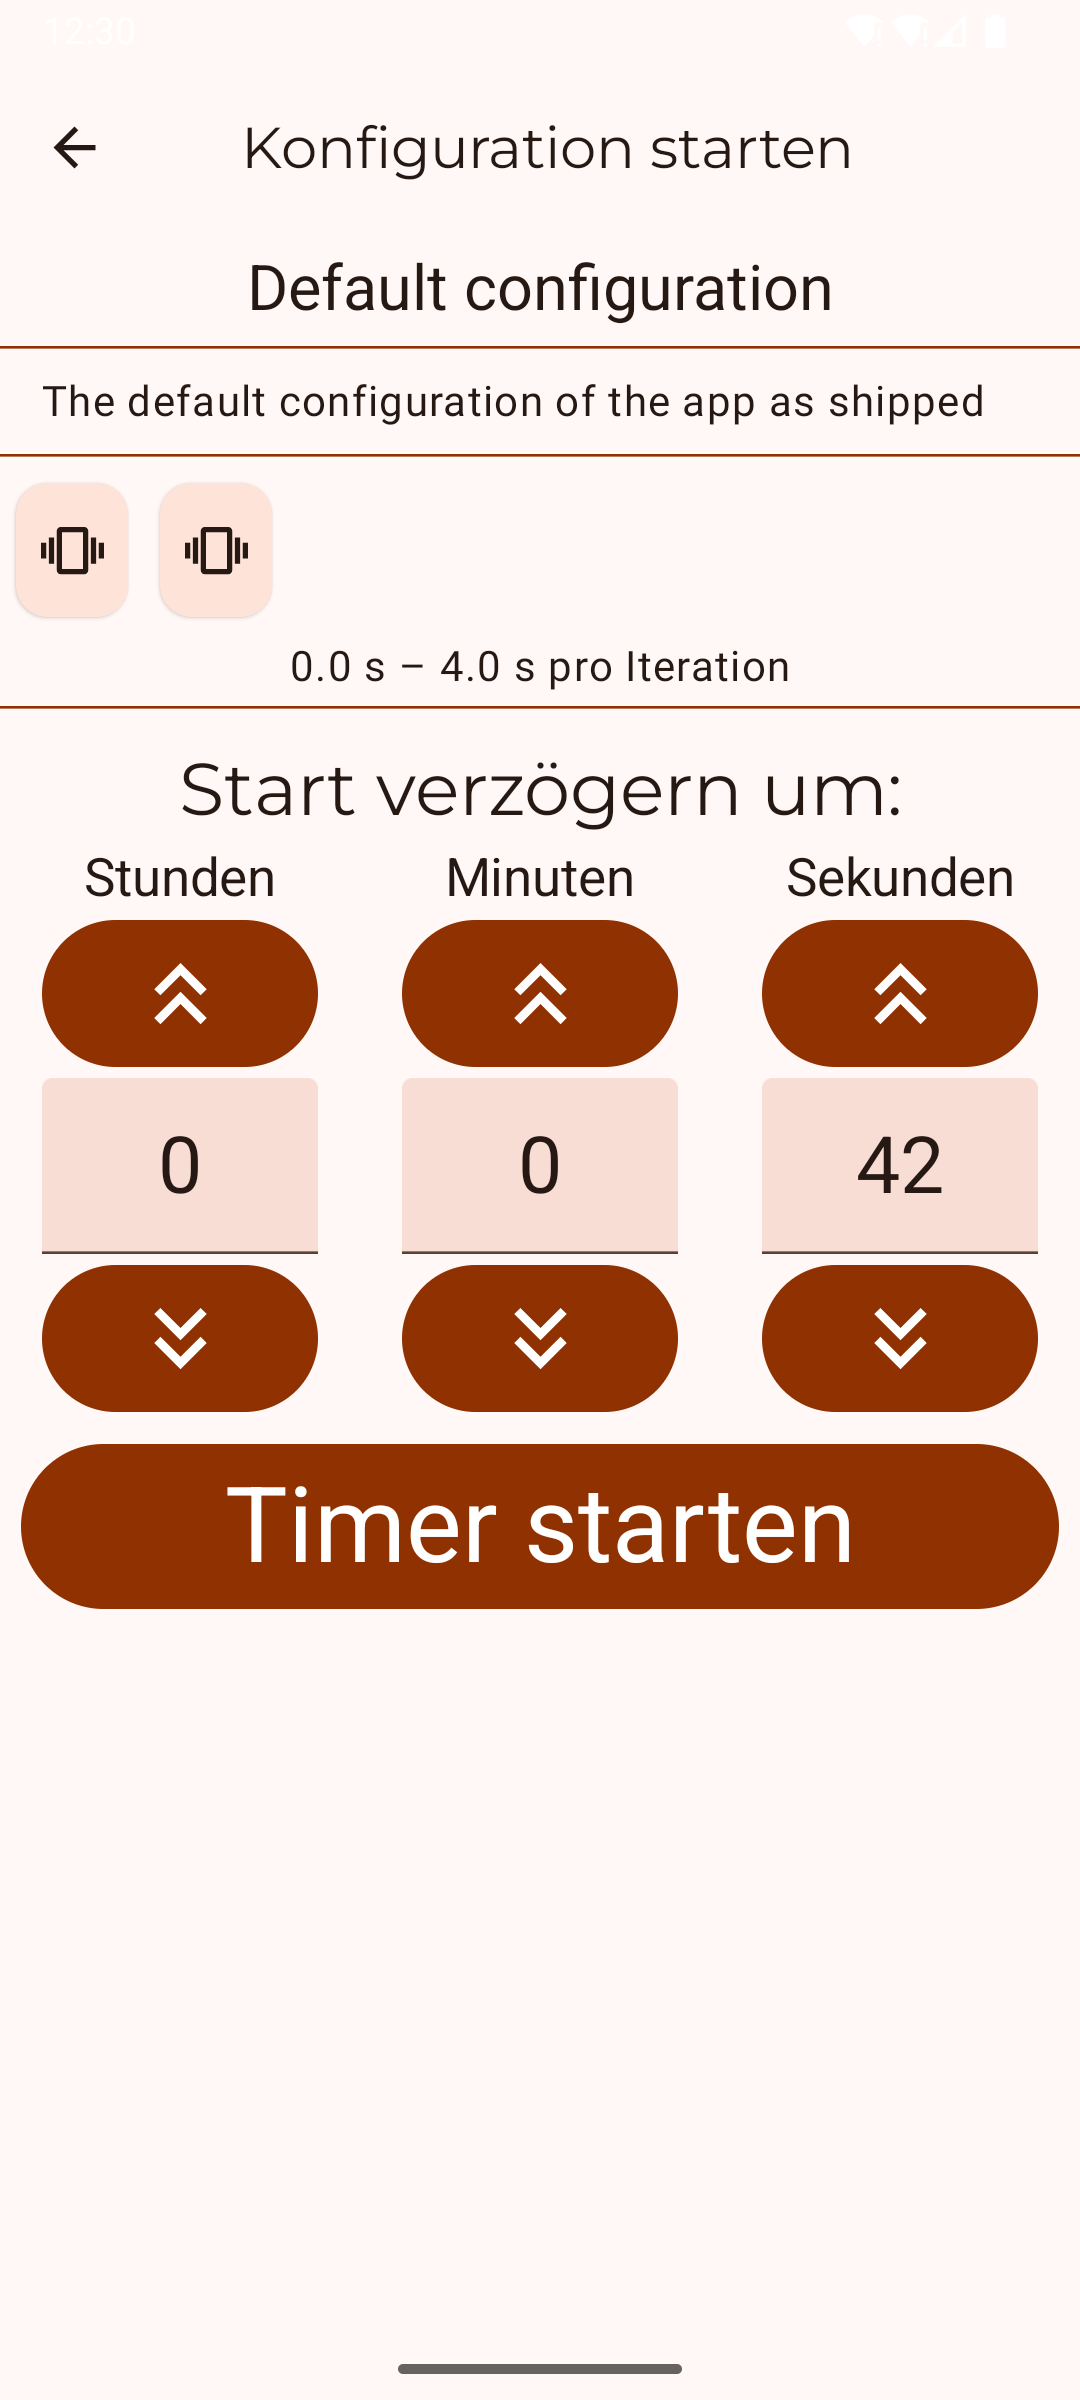 12:30
Konfiguration starten
Default configuration
The default configuration of the app as shipped
0.0 s – 4.0 s pro Iteration
Start verzögern um:
Stunden Minuten Sekunden
0 0 42
Timer starten